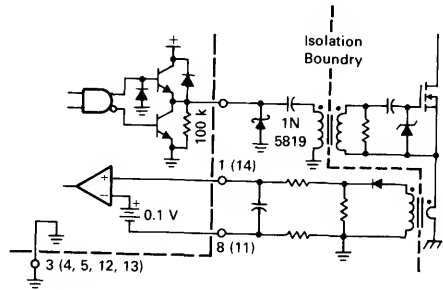 Isolation
Boundry
+
100 k
1N
5819
1 (14)
+
−
+
0.1 V
8 (11)
3 (4, 5, 12, 13)